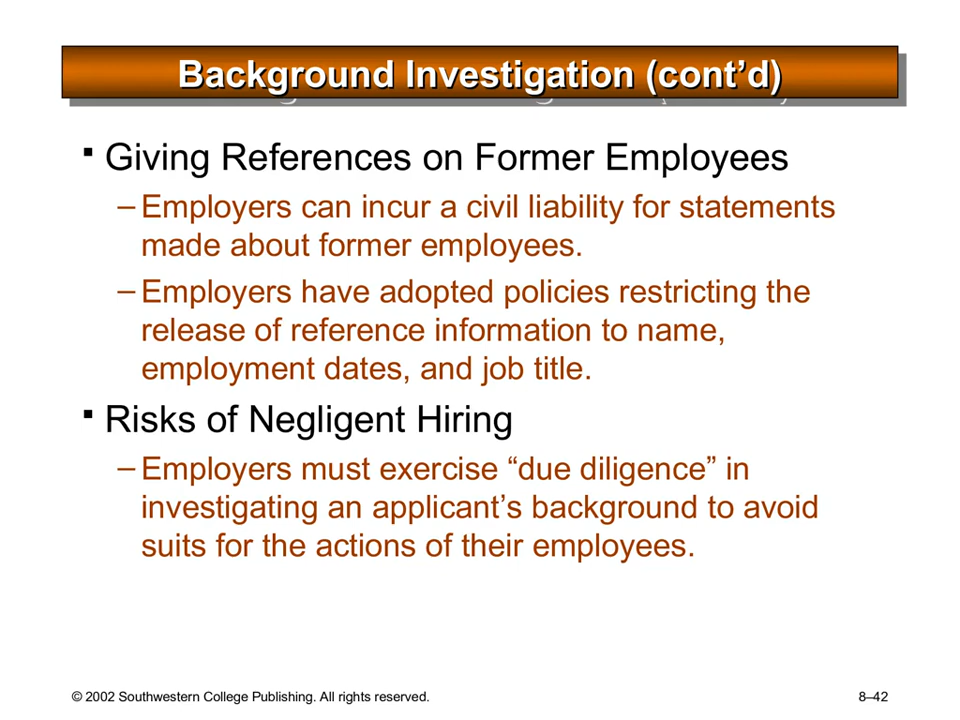 Background Investigation (cont’d)
▪ Giving References on Former Employees
– Employers can incur a civil liability for statements
made about former employees.
– Employers have adopted policies restricting the
release of reference information to name,
employment dates, and job title.
▪ Risks of Negligent Hiring
– Employers must exercise “due diligence” in
investigating an applicant’s background to avoid
suits for the actions of their employees.
© 2002 Southwestern College Publishing. All rights reserved.
8–42